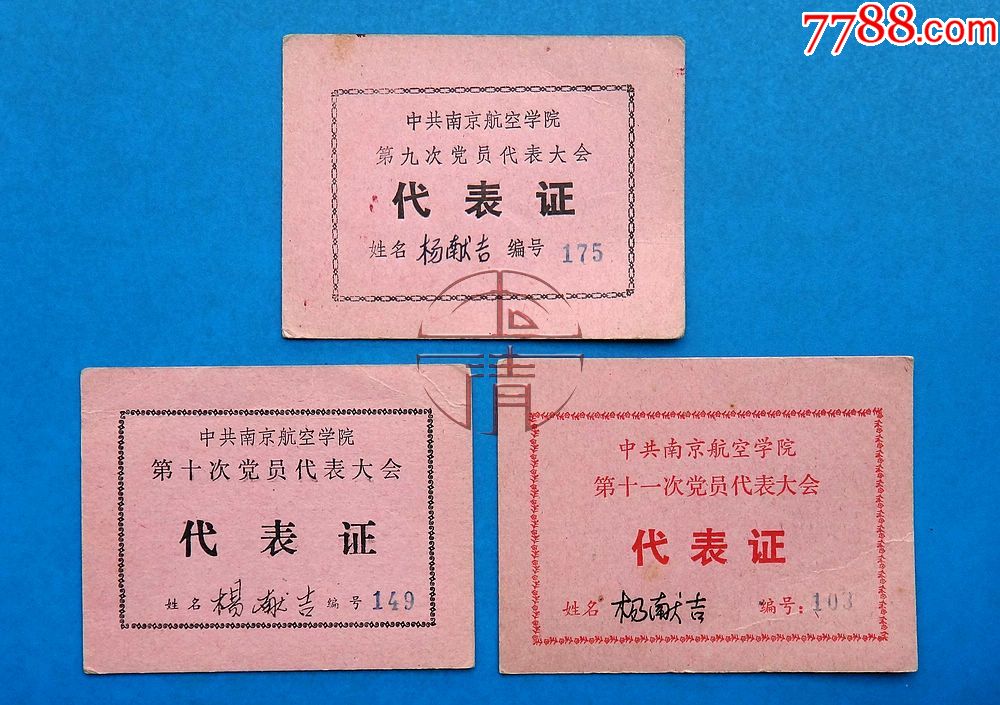 7788.com
中共南京航空学院
第九次党员代表大会
代表证
姓名 杨献吉 编号 175
中共南京航空学院
第十次党员代表大会
代表证
姓名 楊献吉 编号 149
中共南京航空学院
第十一次党员代表大会
代表证
姓名 杨献吉 编号：103